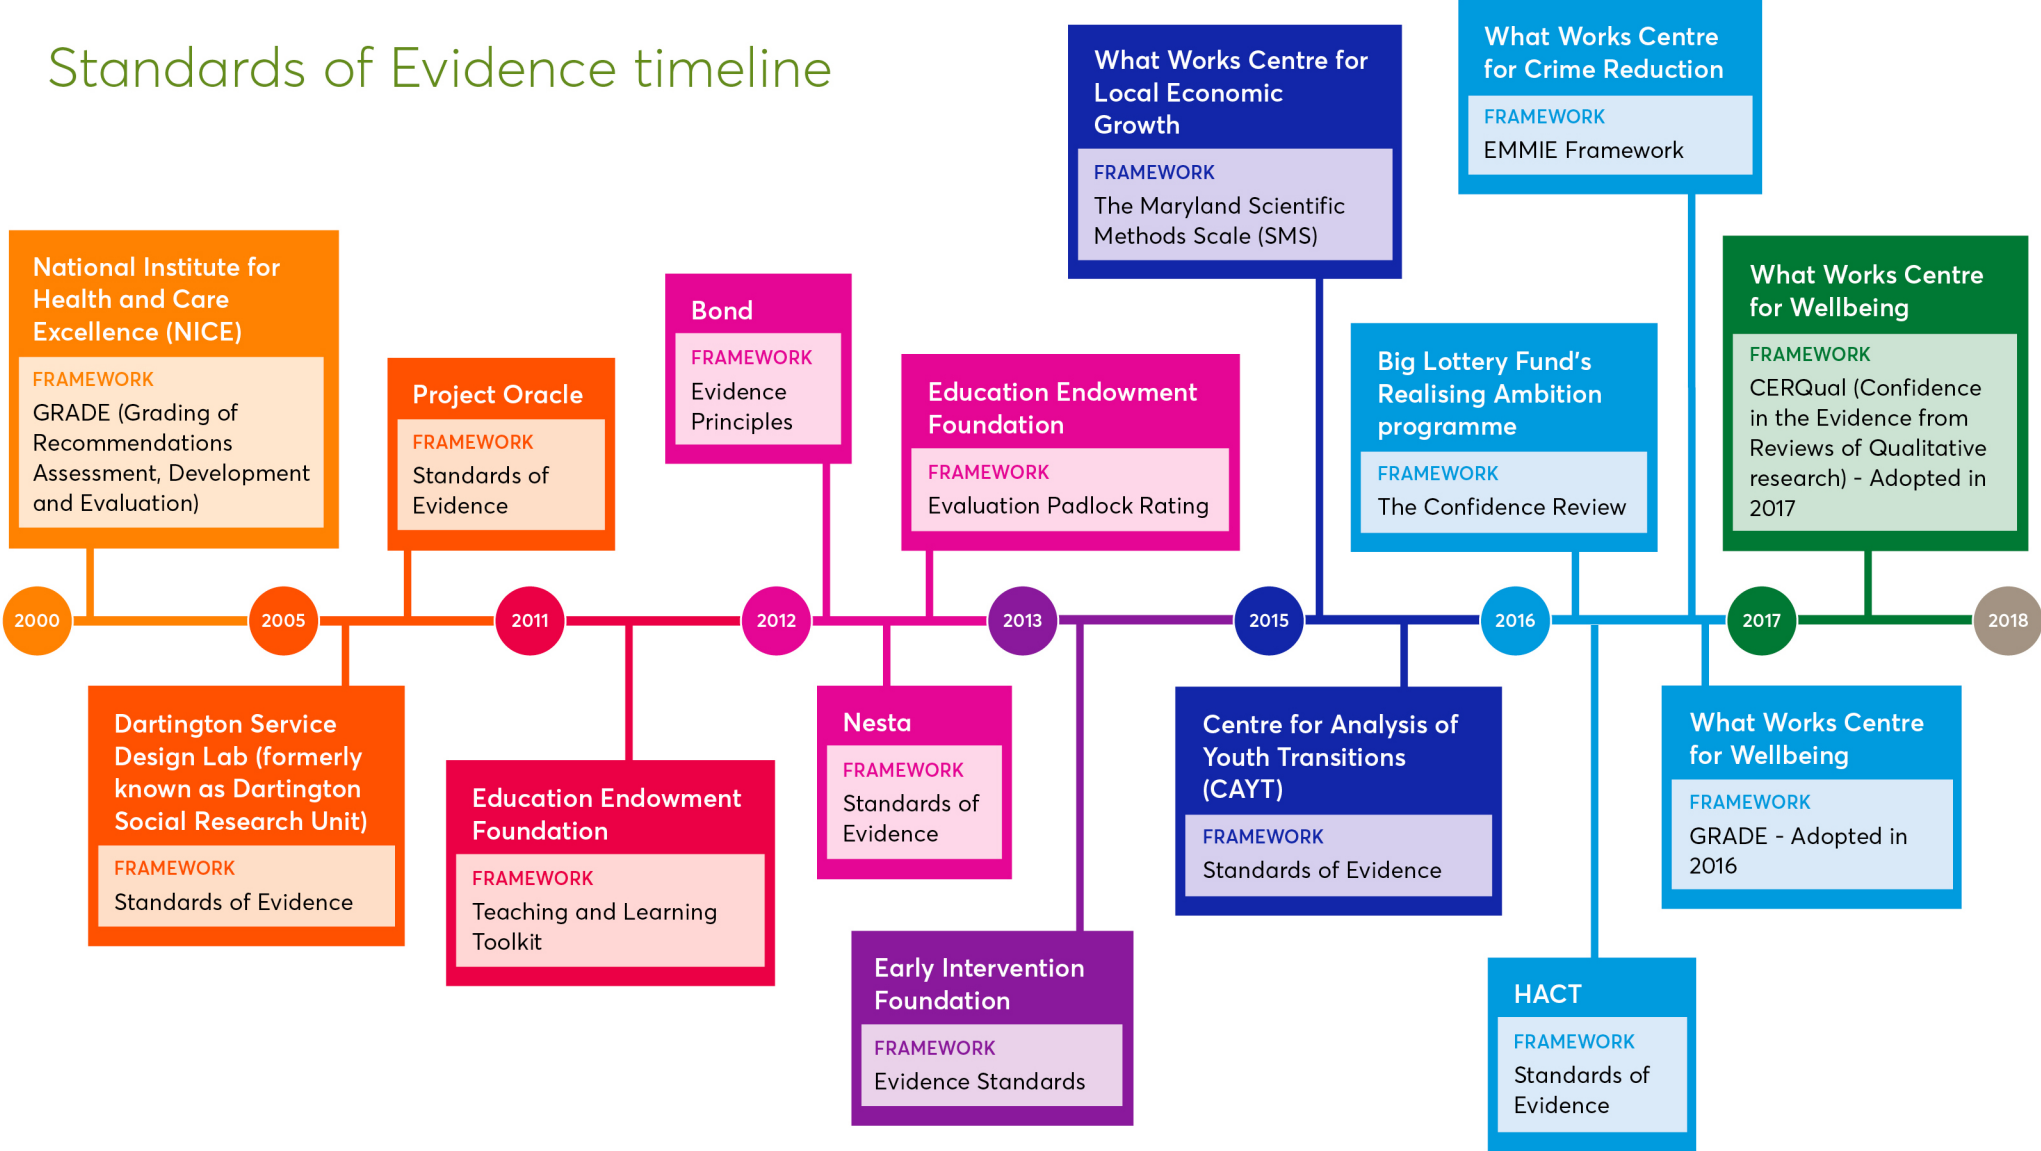 Standards of Evidence timeline
What Works Centre for
Local Economic
Growth
FRAMEWORK
The Maryland Scientific
Methods Scale (SMS)
What Works Centre
for Crime Reduction
FRAMEWORK
EMMIE Framework
National Institute for
Health and Care
Excellence (NICE)
FRAMEWORK
GRADE (Grading of
Recommendations
Assessment, Development
and Evaluation)
Project Oracle
FRAMEWORK
Standards of
Evidence
Bond
FRAMEWORK
Evidence
Principles
Education Endowment
Foundation
FRAMEWORK
Evaluation Padlock Rating
Big Lottery Fund's
Realising Ambition
programme
FRAMEWORK
The Confidence Review
What Works Centre
for Wellbeing
FRAMEWORK
CERQual (Confidence
in the Evidence from
Reviews of Qualitative
research) - Adopted in
2017
2000
2005
2011
2012
2013
2015
2016
2017
2018
Dartington Service
Design Lab (formerly
known as Dartington
Social Research Unit)
FRAMEWORK
Standards of Evidence
Education Endowment
Foundation
FRAMEWORK
Teaching and Learning
Toolkit
Nesta
FRAMEWORK
Standards of
Evidence
Early Intervention
Foundation
FRAMEWORK
Evidence Standards
Centre for Analysis of
Youth Transitions
(CAYT)
FRAMEWORK
Standards of Evidence
HACT
FRAMEWORK
Standards of
Evidence
What Works Centre
for Wellbeing
FRAMEWORK
GRADE - Adopted in
2016